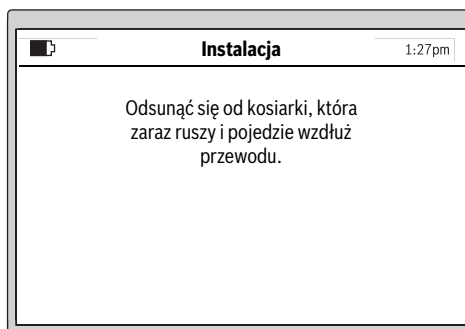 Instalacja 1:27pm
Odsunąć się od kosiarki, która
zaraz ruszy i pojedzie wzdłuż
przewodu.